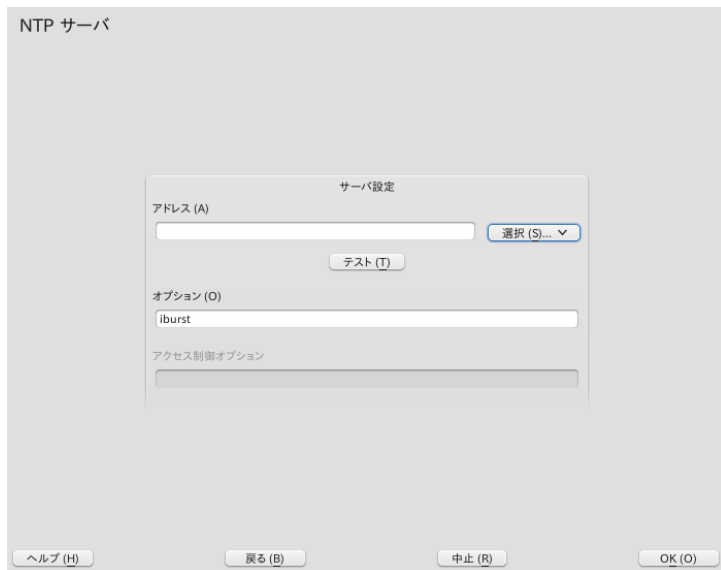 NTP サーバ
サーバ設定
アドレス (A)
選択 (S)...
テスト (T)
オプション (O)
iburst
アクセス制御オプション
ヘルプ (H) 戻る (B) 中止 (R) OK (O)